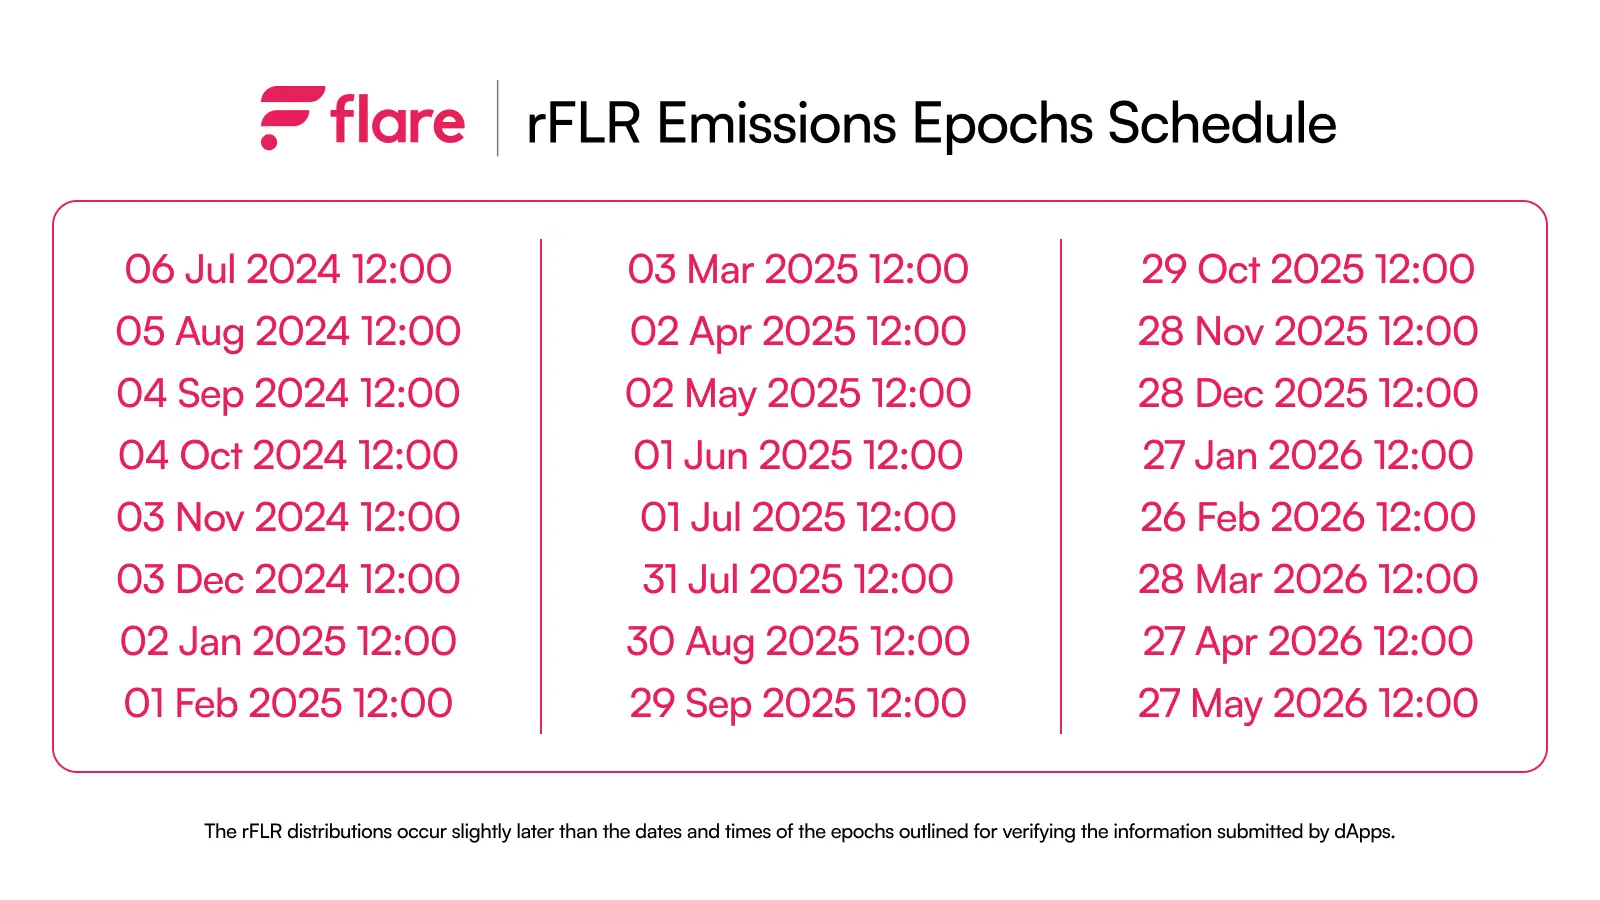 flare
rFLR Emissions Epochs Schedule
06 Jul 2024 12:00
05 Aug 2024 12:00
04 Sep 2024 12:00
04 Oct 2024 12:00
03 Nov 2024 12:00
03 Dec 2024 12:00
02 Jan 2025 12:00
01 Feb 2025 12:00
03 Mar 2025 12:00
02 Apr 2025 12:00
02 May 2025 12:00
01 Jun 2025 12:00
01 Jul 2025 12:00
31 Jul 2025 12:00
30 Aug 2025 12:00
29 Sep 2025 12:00
29 Oct 2025 12:00
28 Nov 2025 12:00
28 Dec 2025 12:00
27 Jan 2026 12:00
26 Feb 2026 12:00
28 Mar 2026 12:00
27 Apr 2026 12:00
27 May 2026 12:00
The rFLR distributions occur slightly later than the dates and times of the epochs outlined for verifying the information submitted by dApps.